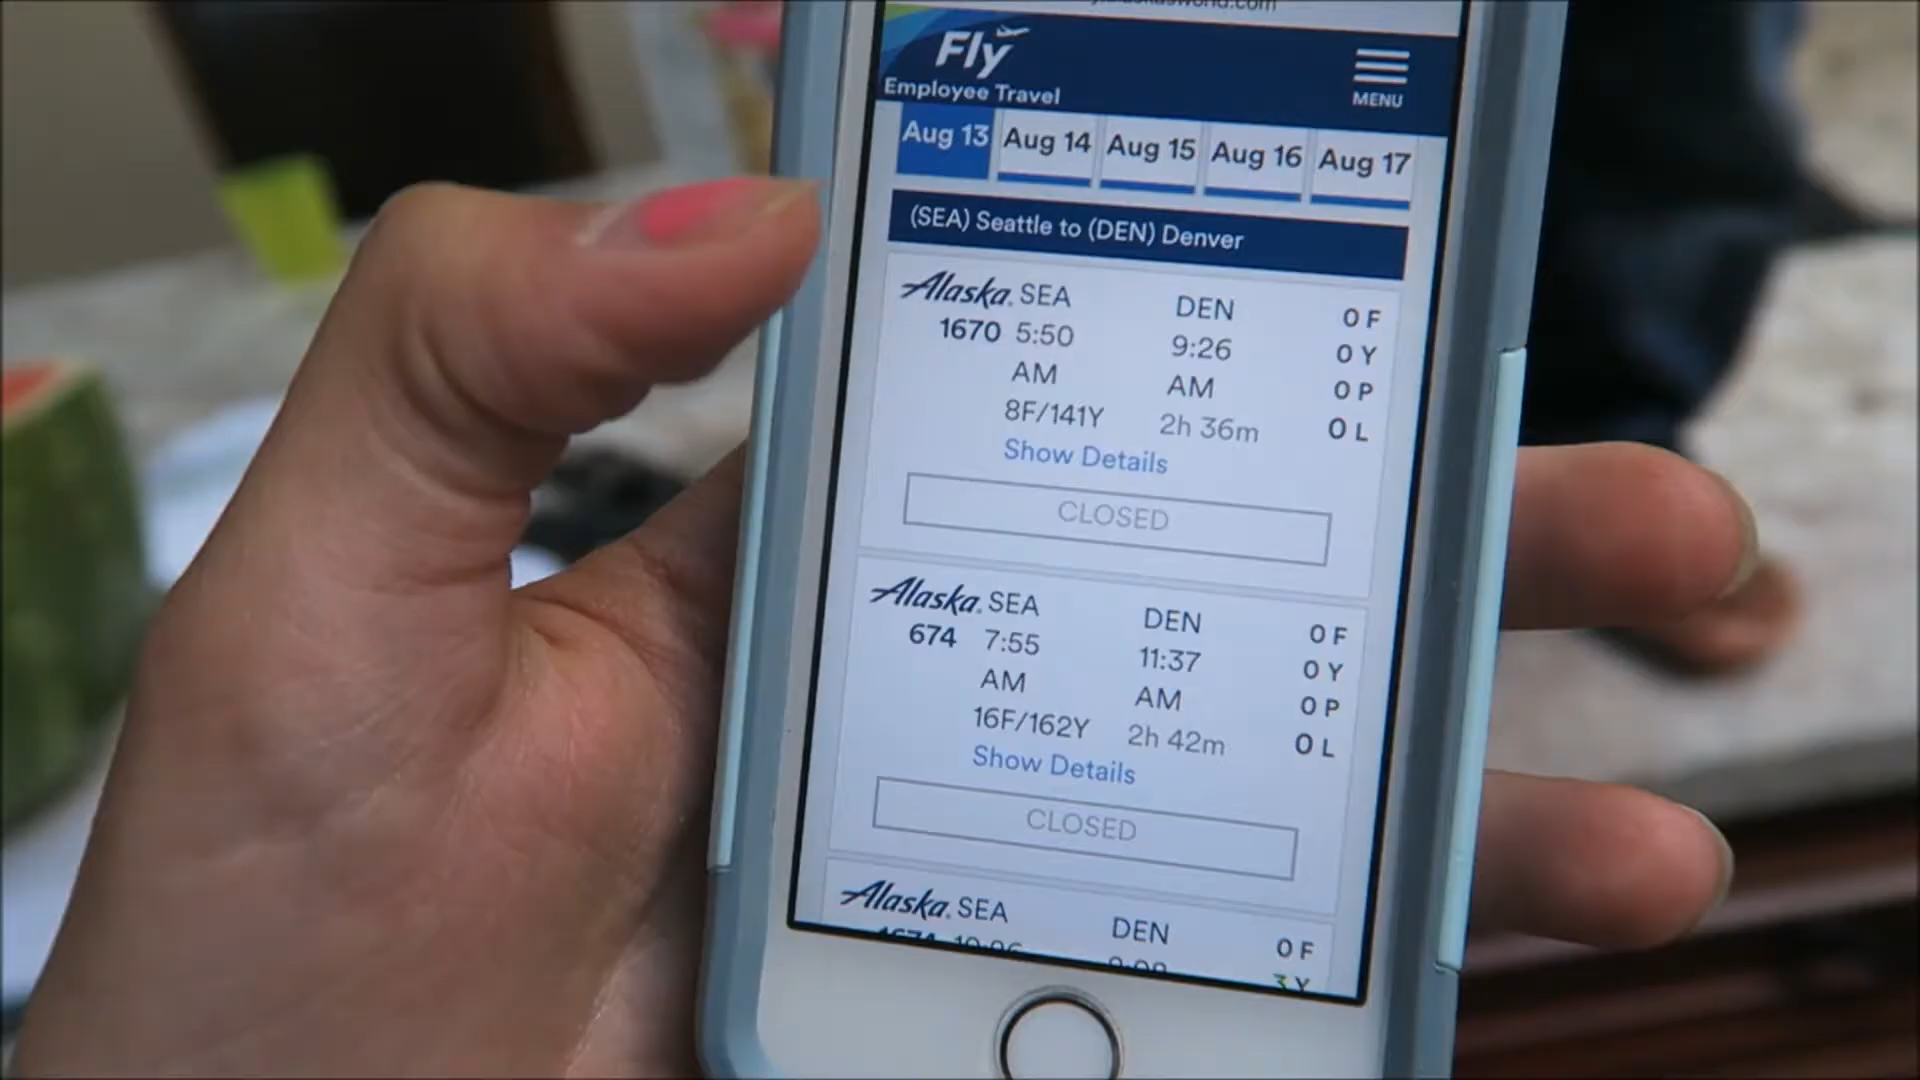 Fly
Employee Travel
MENU
Aug 13 Aug 14 Aug 15 Aug 16 Aug 17
(SEA) Seattle to (DEN) Denver
Alaska. SEA DEN 0 F
1670 5:50 9:26 0 Y
AM AM 0 P
8F/141Y 2h 36m 0 L
Show Details
CLOSED
Alaska. SEA DEN 0 F
674 7:55 11:37 0 Y
AM AM 0 P
16F/162Y 2h 42m 0 L
Show Details
CLOSED
Alaska. SEA DEN 0 F
3 Y